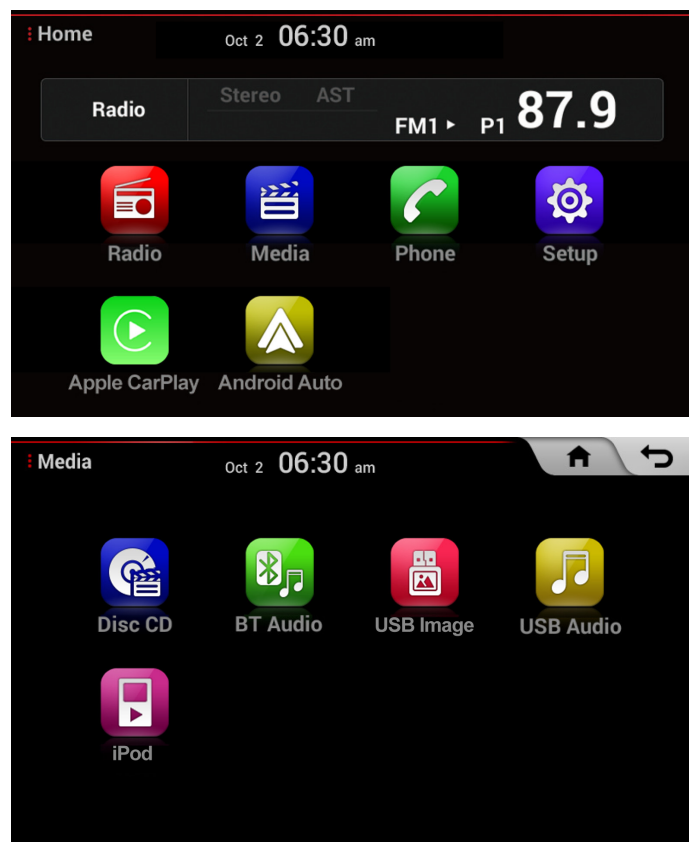 Home
Oct 2 06:30 am
Radio
Stereo AST
FM1 P1 87.9
Radio Media Phone Setup
Apple CarPlay Android Auto
Media
Oct 2 06:30 am
Disc CD BT Audio USB Image USB Audio
iPod